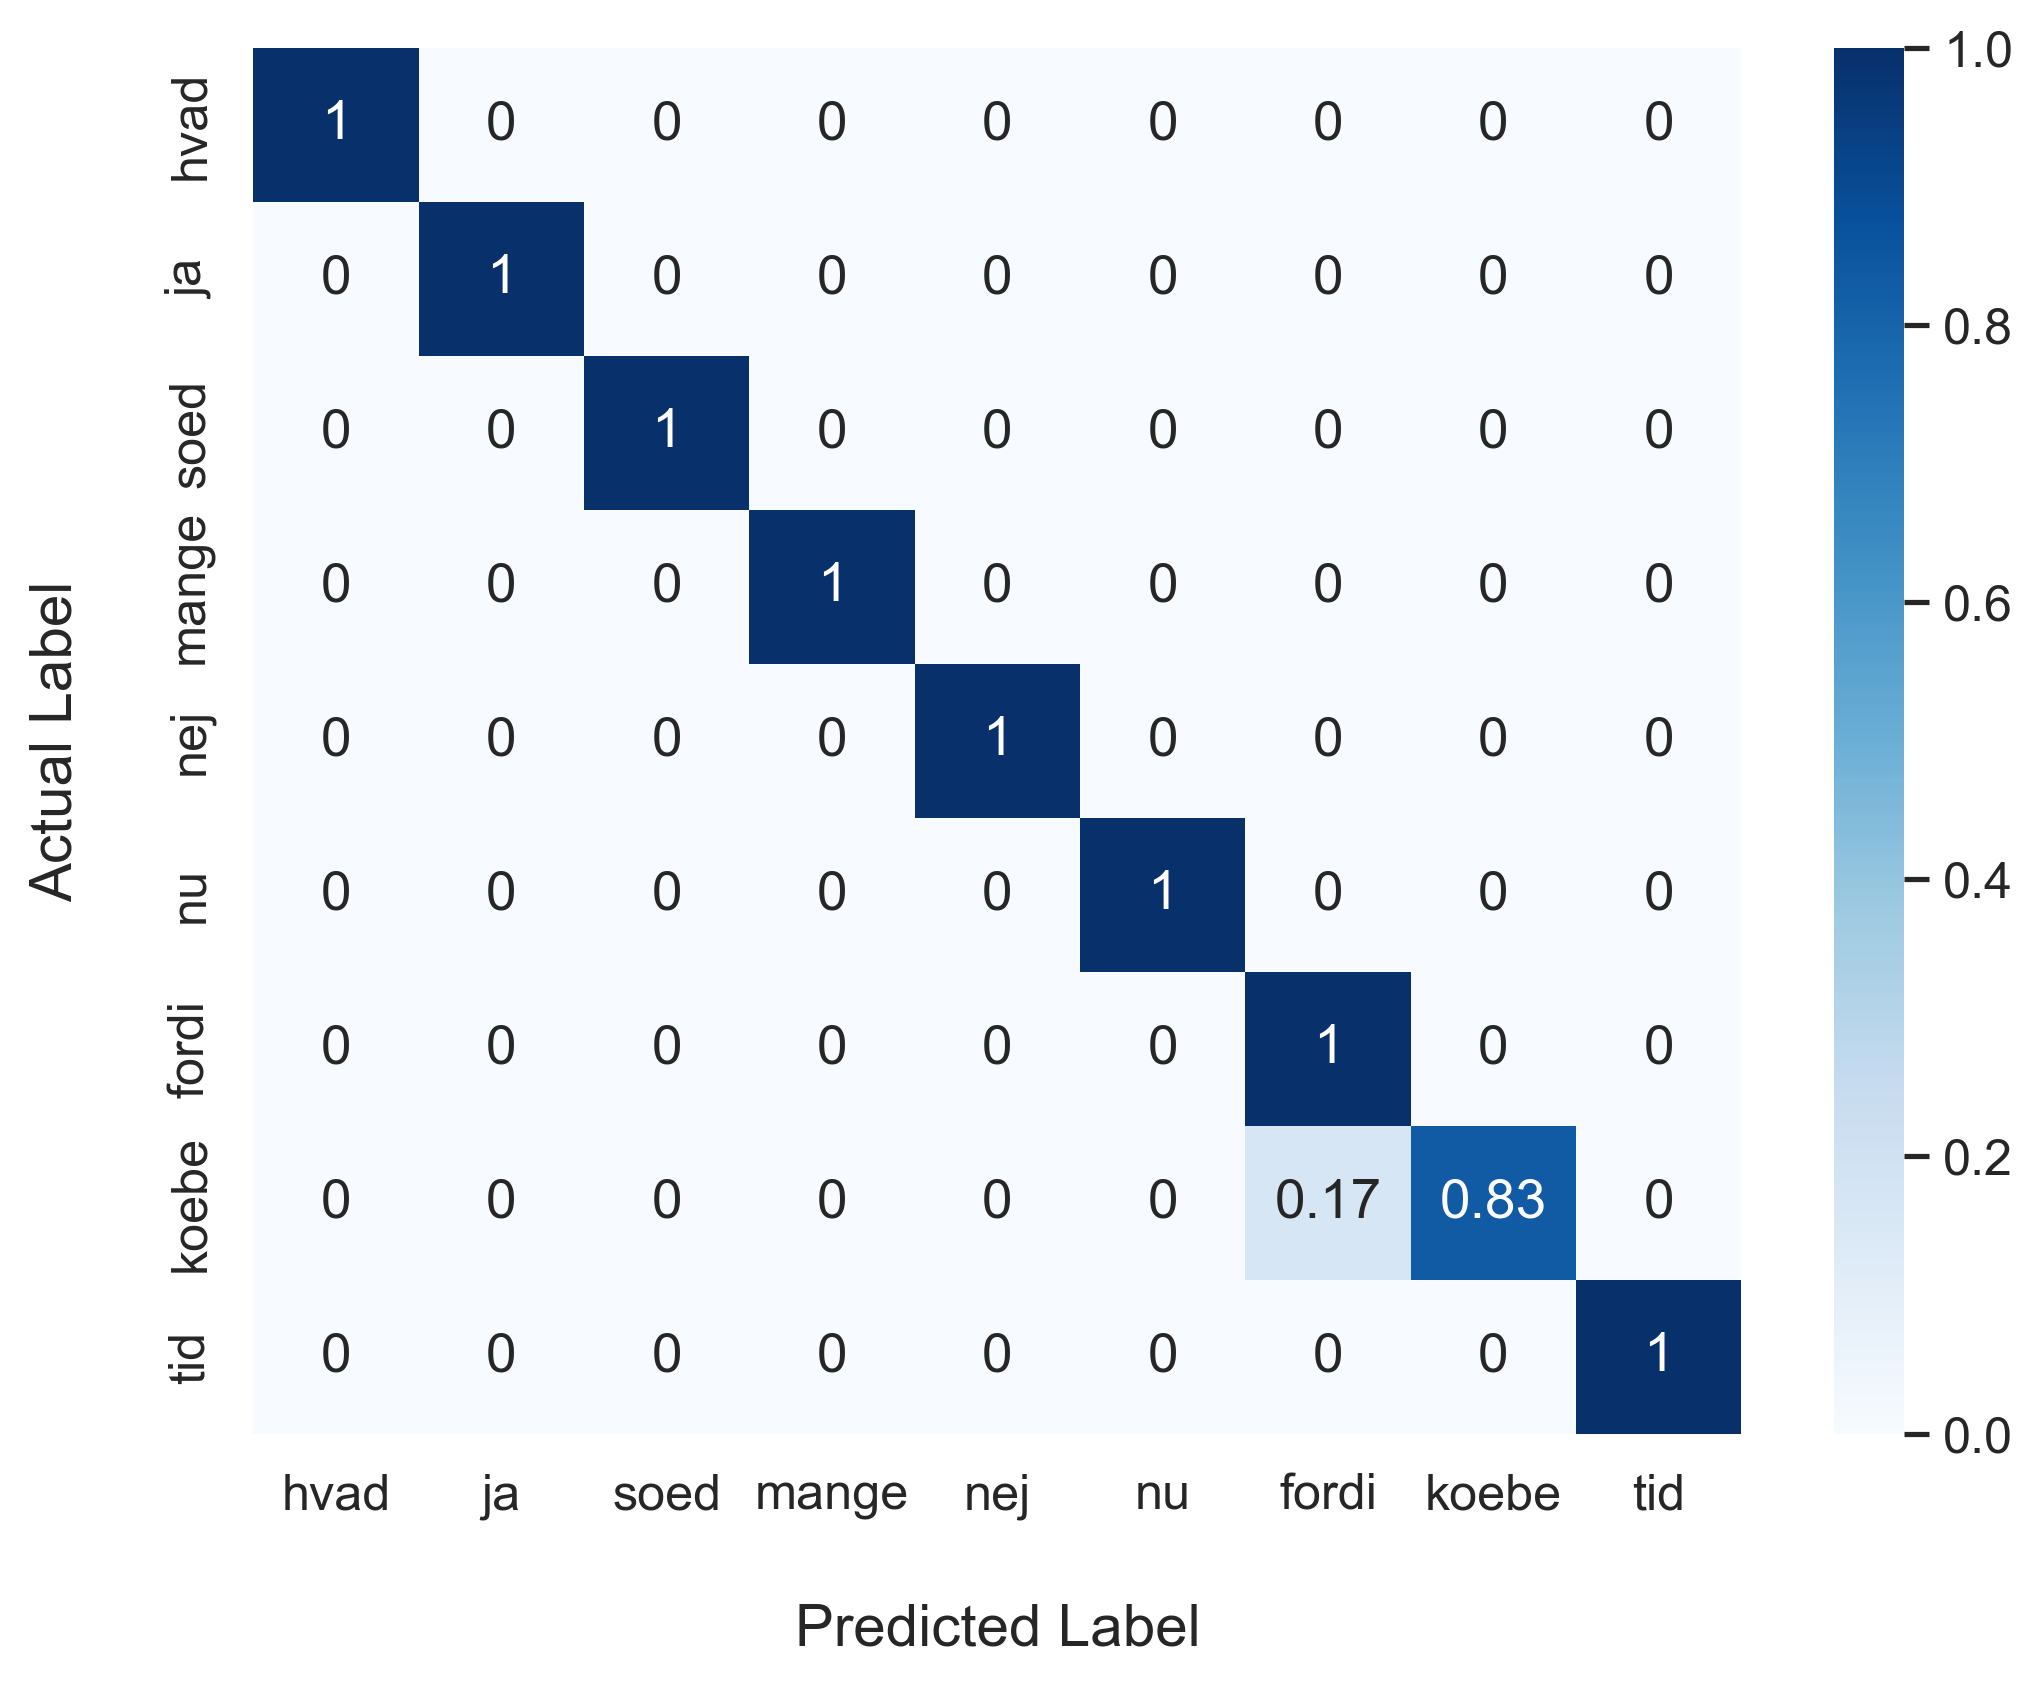 hvad 1 0 0 0 0 0 0 0 0
ja 0 1 0 0 0 0 0 0 0
soed 0 0 1 0 0 0 0 0 0
mange 0 0 0 1 0 0 0 0 0
nej 0 0 0 0 1 0 0 0 0
nu 0 0 0 0 0 1 0 0 0
fordi 0 0 0 0 0 0 1 0 0
koebe 0 0 0 0 0 0 0.17 0.83 0
tid 0 0 0 0 0 0 0 0 1
hvad ja soed mange nej nu fordi koebe tid
Predicted Label
Actual Label
1.0
0.8
0.6
0.4
0.2
0.0